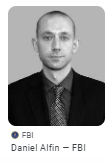 FBI
Daniel Alfin — FBI